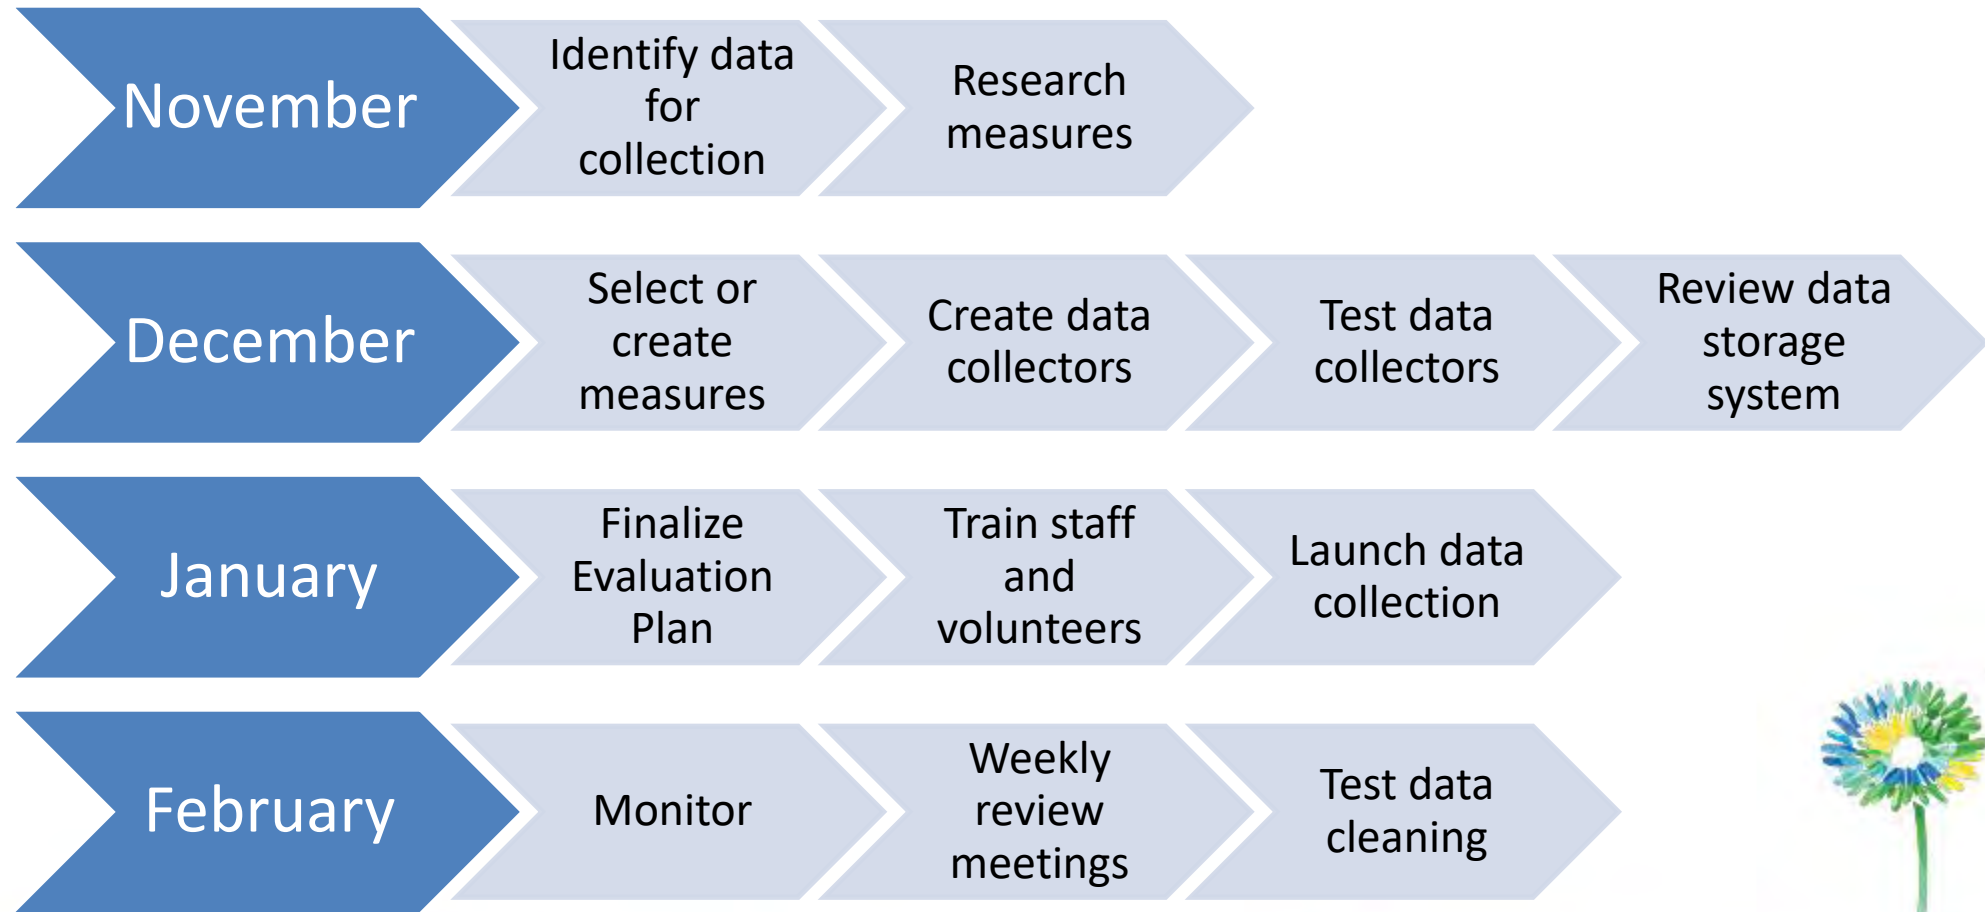 November
Identify data
for
collection
Research
measures
December
Select or
create
measures
Create data
collectors
Test data
collectors
Review data
storage
system
January
Finalize
Evaluation
Plan
Train staff
and
volunteers
Launch data
collection
February
Monitor
Weekly
review
meetings
Test data
cleaning